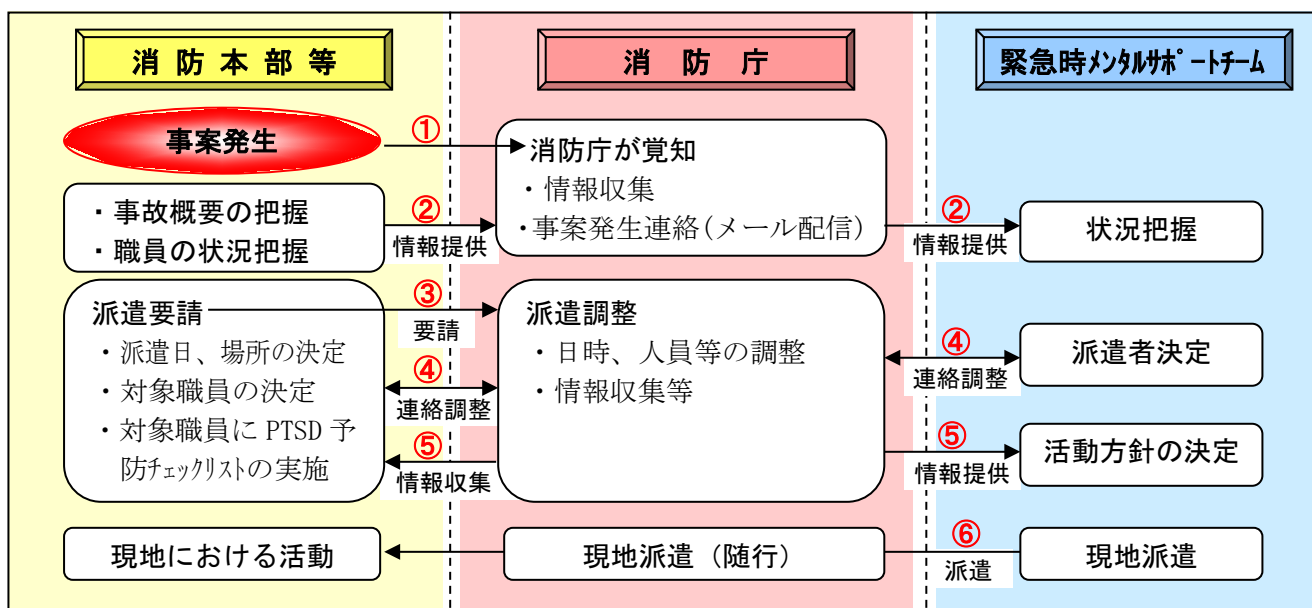 消防本部等
消防庁
緊急時メンタルサポートチーム
事案発生
①
消防庁が覚知
・情報収集
・事案発生連絡(メール配信)
・事故概要の把握
・職員の状況把握
②
情報提供
②
情報提供
状況把握
派遣要請
・派遣日、場所の決定
・対象職員の決定
・対象職員に PTSD 予
防チェックリストの実施
③
要請
派遣調整
・日時、人員等の調整
・情報収集等
④
連絡調整
④
連絡調整
派遣者決定
⑤
情報収集
⑤
情報提供
活動方針の決定
現地における活動
現地派遣（随行）
⑥
派遣
現地派遣